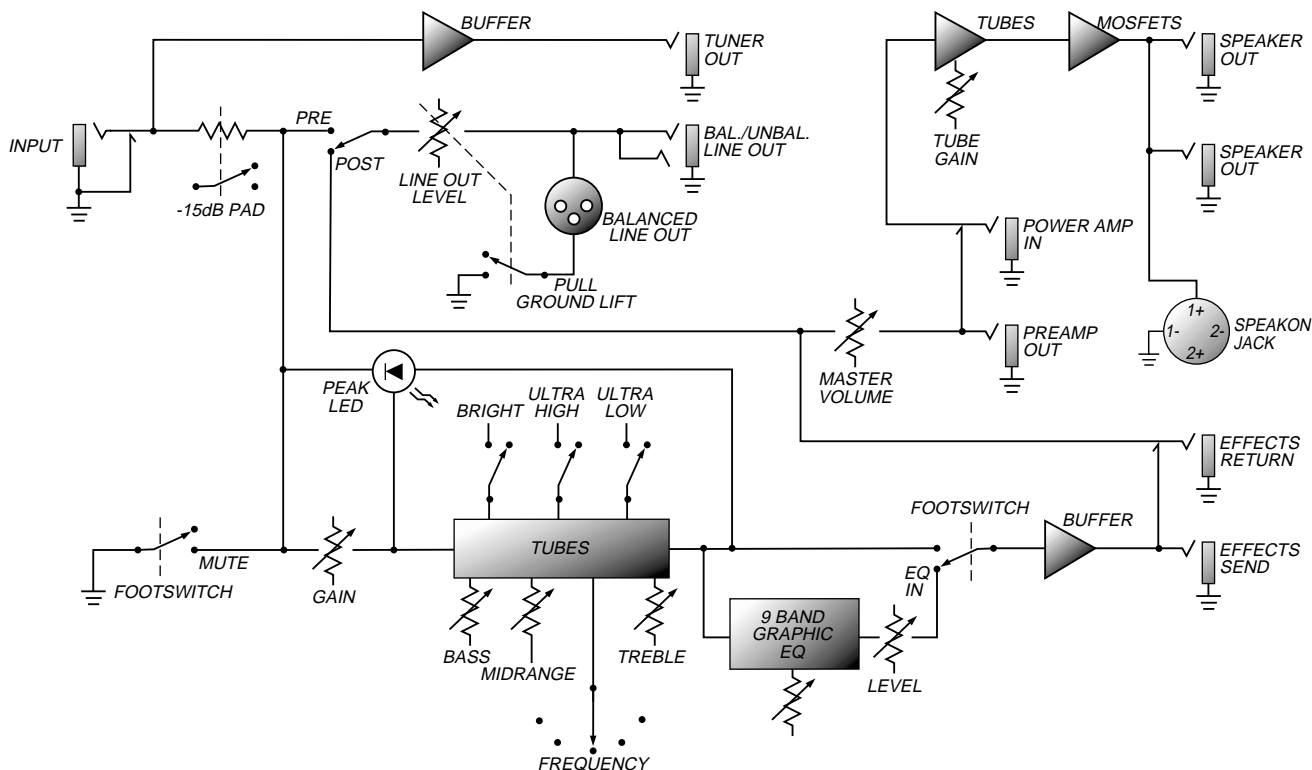 BUFFER
TUNER
OUT
TUBES
MOSFETS
SPEAKER
OUT
INPUT
-15dB PAD
PRE
POST
LINE OUT
LEVEL
BAL./UNBAL.
LINE OUT
BALANCED
LINE OUT
PULL
GROUND LIFT
TUBE
GAIN
SPEAKER
OUT
POWER AMP
IN
PREAMP
OUT
MASTER
VOLUME
1+
1-
2-
2+
SPEAKON
JACK
PEAK
LED
BRIGHT
ULTRA
HIGH
ULTRA
LOW
EFFECTS
RETURN
FOOTSWITCH
MUTE
GAIN
TUBES
BASS
MIDRANGE
TREBLE
FREQUENCY
9 BAND
GRAPHIC
EQ
LEVEL
EQ
IN
FOOTSWITCH
BUFFER
EFFECTS
SEND